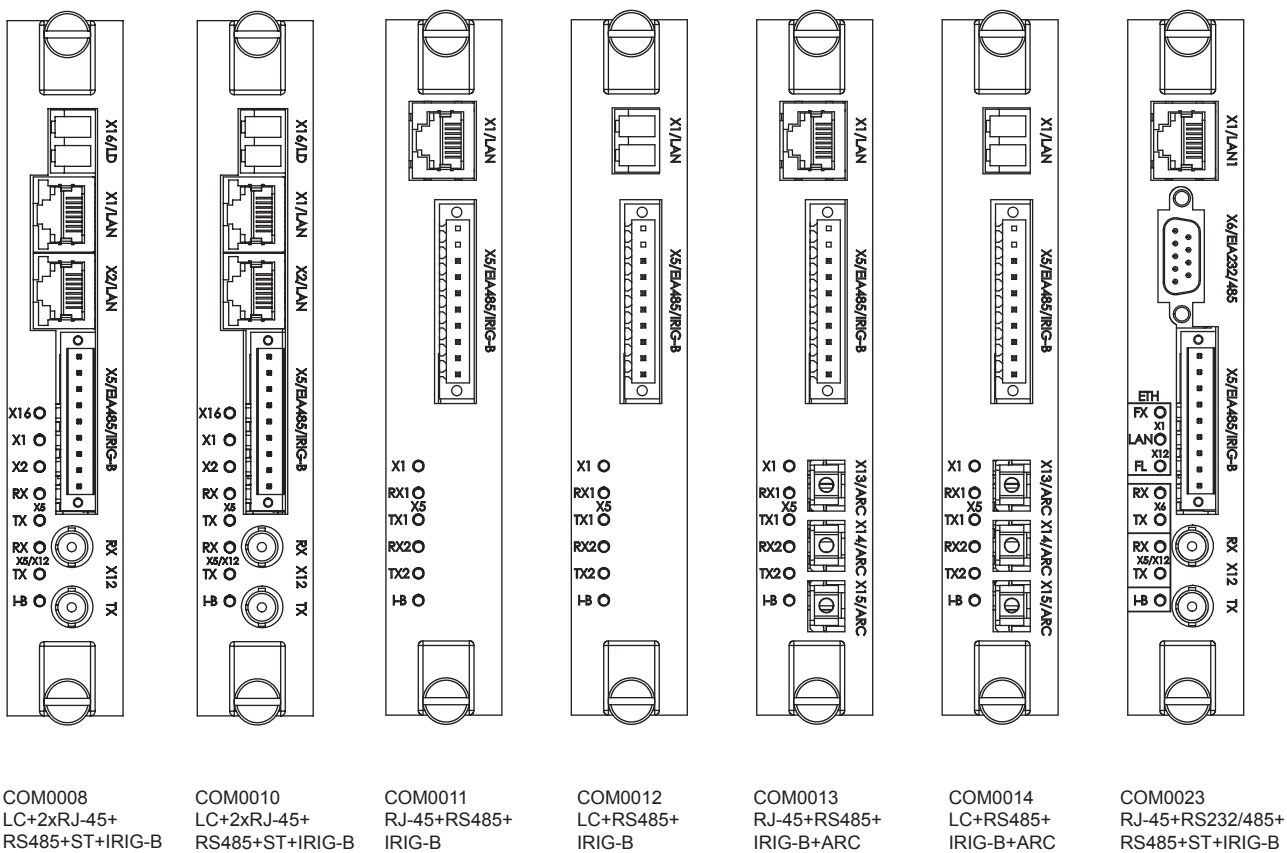 X16/LD
X1/LAN
X2/LAN
X5/EIA485/IRIG-B
X16
X1
X2
RX
X5
TX
RX
X5/X12
TX
I-B
RX X12 TX
X16/LD
X1/LAN
X2/LAN
X5/EIA485/IRIG-B
X16
X1
X2
RX
X5
TX
RX
X5/X12
TX
I-B
RX X12 TX
X1/LAN
X5/EIA485/IRIG-B
X1
RX1
X5
TX1
RX2
TX2
I-B
X1/LAN
X5/EIA485/IRIG-B
X1
RX1
X5
TX1
RX2
TX2
I-B
X1/LAN
X5/EIA485/IRIG-B
X1
RX1
X5
TX1
RX2
TX2
I-B
X13/ARC X14/ARC X15/ARC
X1/LAN
X5/EIA485/IRIG-B
X1
RX1
X5
TX1
RX2
TX2
I-B
X13/ARC X14/ARC X15/ARC
X1/LAN1
X6/EIA232/485
X5/EIA485/IRIG-B
ETH
FX
X1
LAN
X12
FL
RX
X6
TX
RX
X5/X12
TX
I-B
RX X12 TX
COM0008
LC+2xRJ-45+
RS485+ST+IRIG-B
COM0010
LC+2xRJ-45+
RS485+ST+IRIG-B
COM0011
RJ-45+RS485+
IRIG-B
COM0012
LC+RS485+
IRIG-B
COM0013
RJ-45+RS485+
IRIG-B+ARC
COM0014
LC+RS485+
IRIG-B+ARC
COM0023
RJ-45+RS232/485+
RS485+ST+IRIG-B